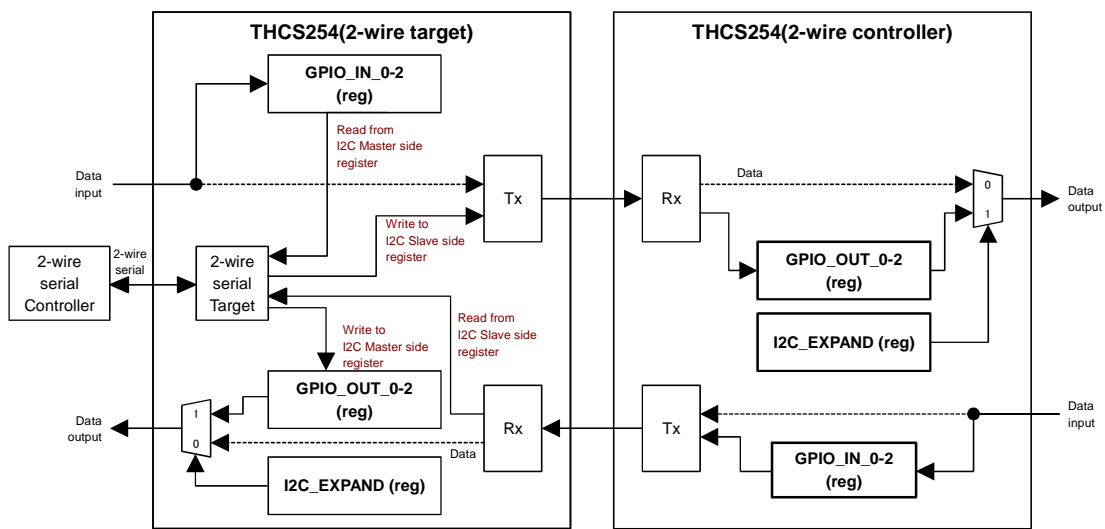 THCS254(2-wire target)
GPIO_IN_0-2
(reg)
Read from
I2C Master side
register
Data
input
Tx
Write to
I2C Slave side
register
2-wire
serial
Controller
2-wire
serial
2-wire
serial
Target
Write to
I2C Master side
register
Read from
I2C Slave side
register
GPIO_OUT_0-2
(reg)
Data
output
1
0
Data
Rx
I2C_EXPAND (reg)
THCS254(2-wire controller)
Rx
Data
0
1
Data
output
GPIO_OUT_0-2
(reg)
I2C_EXPAND (reg)
Tx
Data
input
GPIO_IN_0-2
(reg)